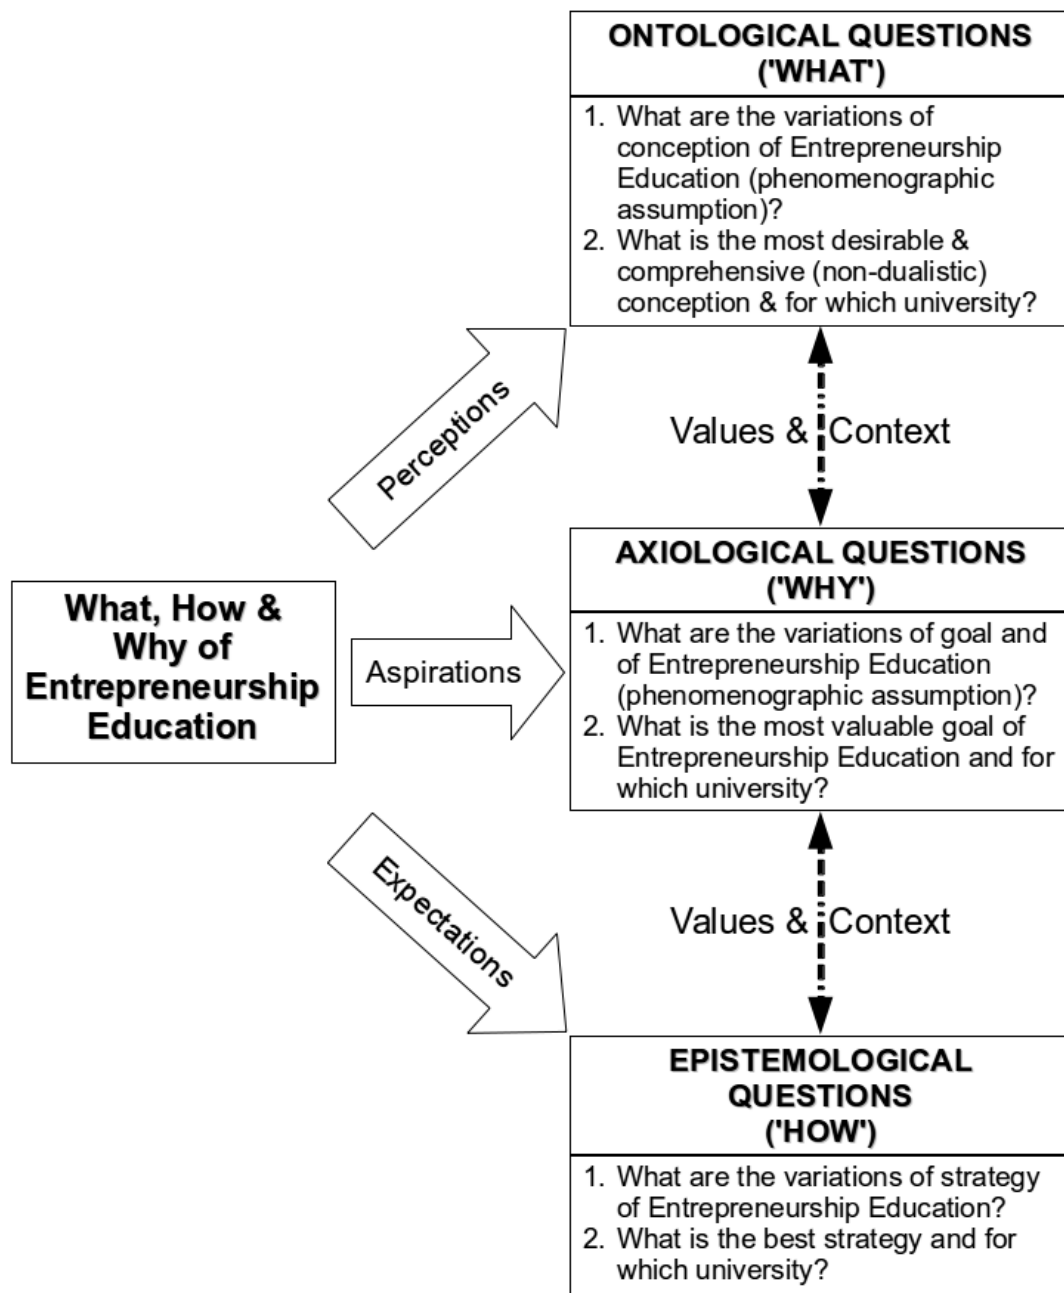 ONTOLOGICAL QUESTIONS
('WHAT')
1. What are the variations of
conception of Entrepreneurship
Education (phenomenographic
assumption)?
2. What is the most desirable &
comprehensive (non-dualistic)
conception & for which university?
Perceptions
Values & Context
What, How &
Why of
Entrepreneurship
Education
Aspirations
AXIOLOGICAL QUESTIONS
('WHY')
1. What are the variations of goal and
of Entrepreneurship Education
(phenomenographic assumption)?
2. What is the most valuable goal of
Entrepreneurship Education and for
which university?
Expectations
Values & Context
EPISTEMOLOGICAL
QUESTIONS
('HOW')
1. What are the variations of strategy
of Entrepreneurship Education?
2. What is the best strategy and for
which university?